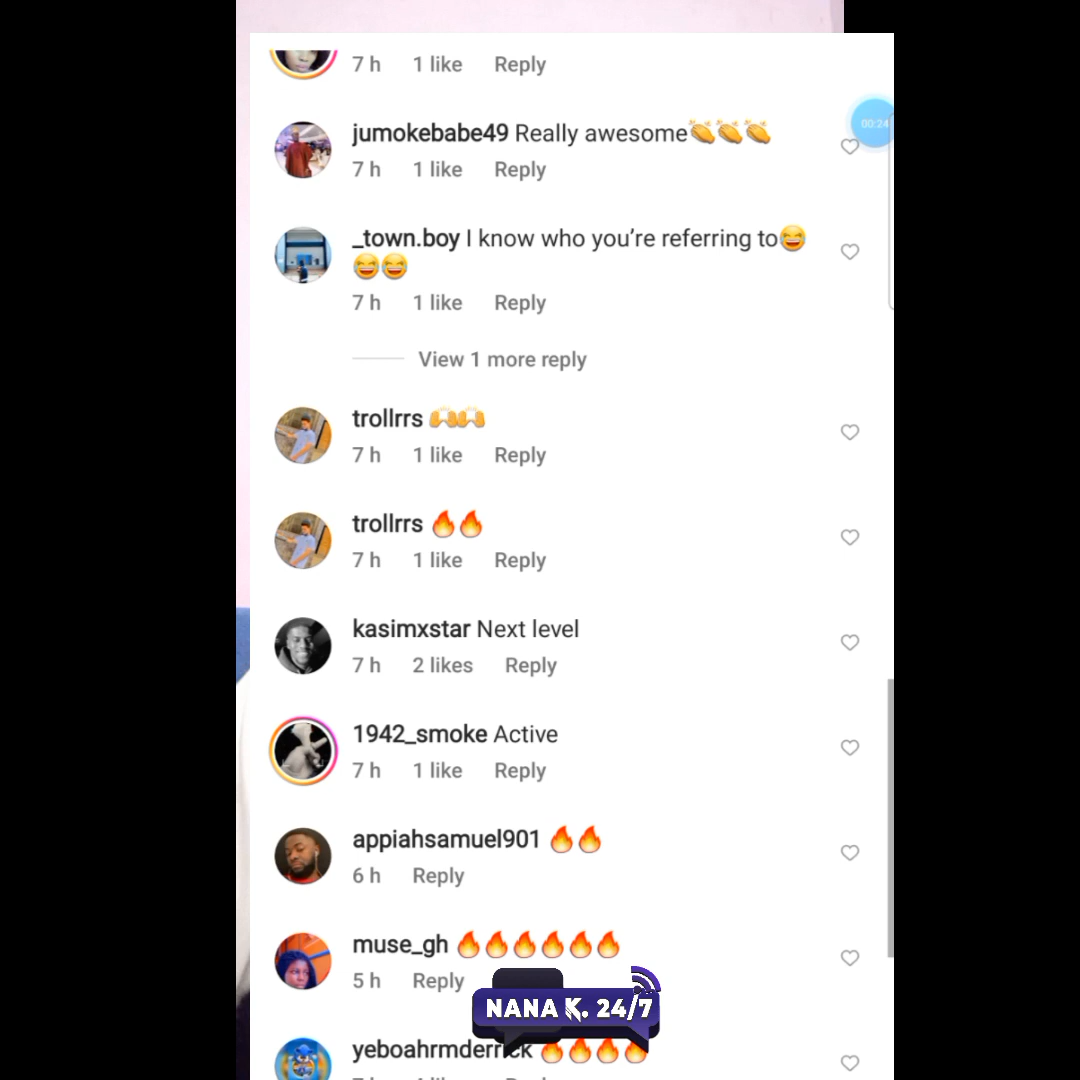 7 h 1 like Reply
00:24
jumokebabe49 Really awesome👏👏👏
7 h 1 like Reply
_town.boy I know who you’re referring to😂
😂😂
7 h 1 like Reply
View 1 more reply
trollrrs 🙌🙌
7 h 1 like Reply
trollrrs 🔥🔥
7 h 1 like Reply
kasimxstar Next level
7 h 2 likes Reply
1942_smoke Active
7 h 1 like Reply
appiahsamuel901 🔥🔥
6 h Reply
muse_gh 🔥🔥🔥🔥🔥🔥
5 h Reply
NANA K. 24/7
yeboahrmderrick 🔥🔥🔥🔥